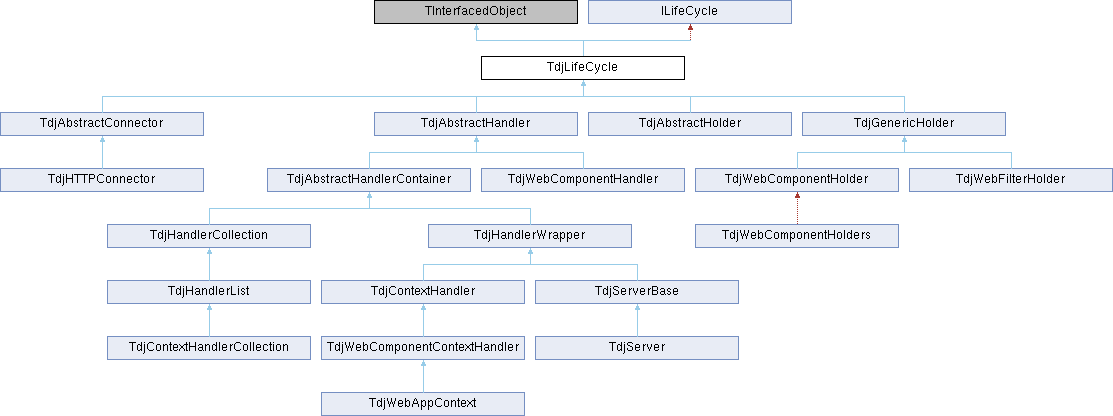 TInterfacedObject
ILifeCycle
TdjLifeCycle
TdjAbstractConnector
TdjAbstractHandler
TdjAbstractHolder
TdjGenericHolder
TdjHTTPConnector
TdjAbstractHandlerContainer
TdjWebComponentHandler
TdjWebComponentHolder
TdjWebFilterHolder
TdjHandlerCollection
TdjHandlerWrapper
TdjWebComponentHolders
TdjHandlerList
TdjContextHandler
TdjServerBase
TdjContextHandlerCollection
TdjWebComponentContextHandler
TdjServer
TdjWebAppContext